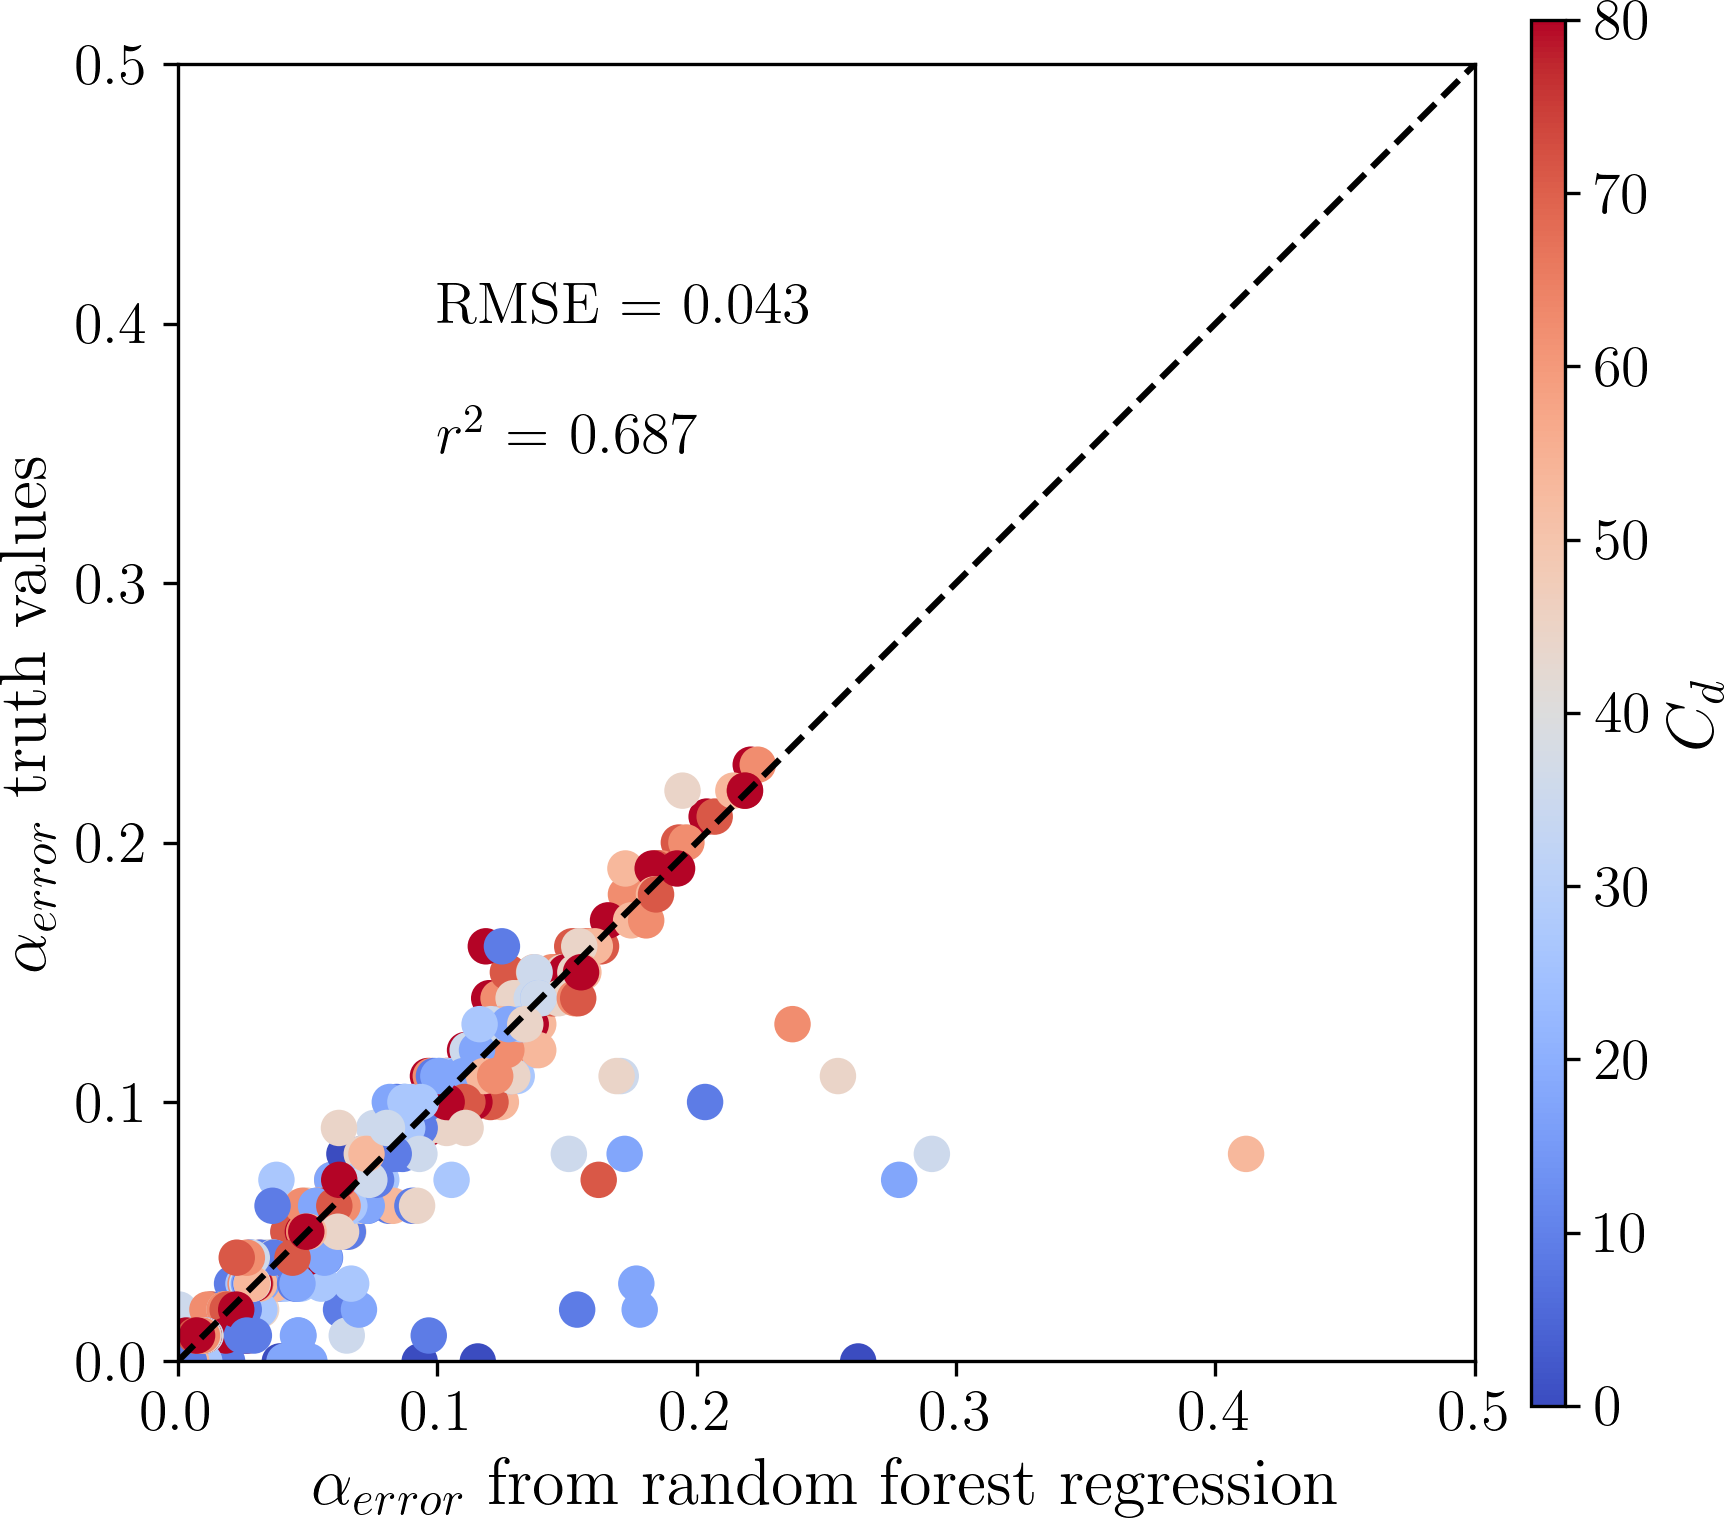 RMSE = 0.043
r² = 0.687
α_error truth values
0.5
0.4
0.3
0.2
0.1
0.0
0.0 0.1 0.2 0.3 0.4 0.5
α_error from random forest regression
80
70
60
50
40
30
20
10
0
C_d